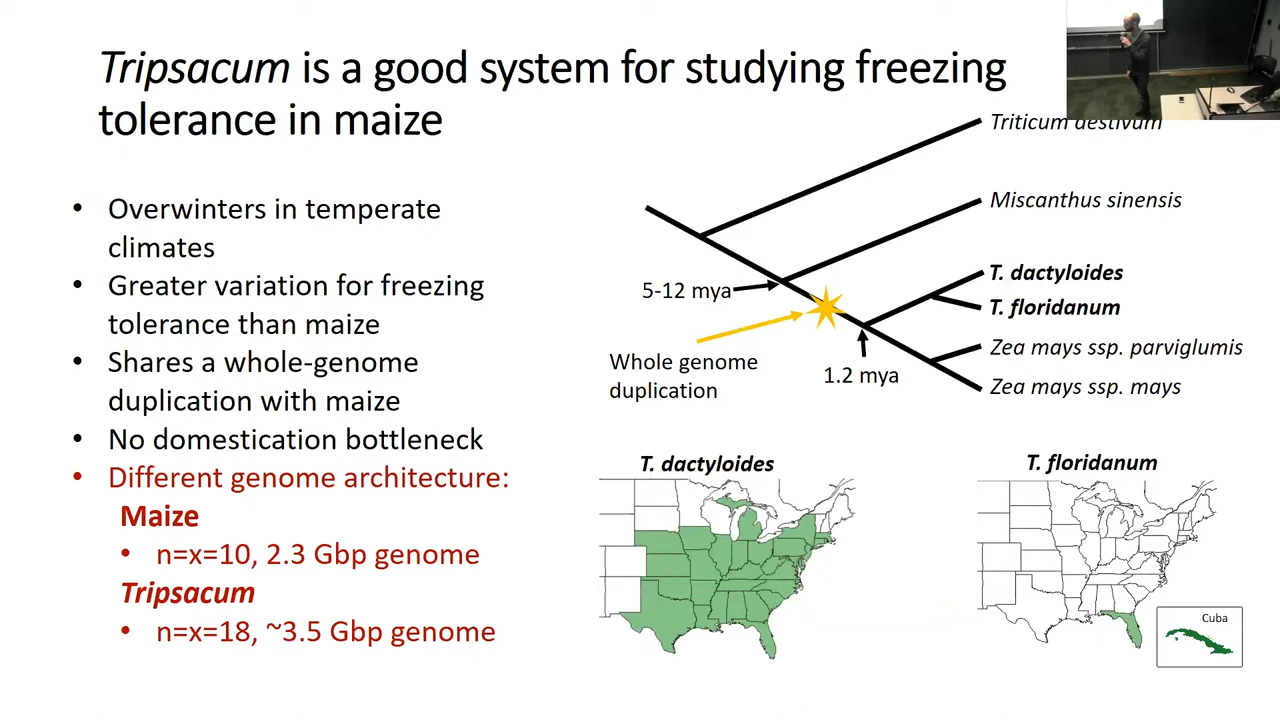 Tripsacum is a good system for studying freezing
tolerance in maize
• Overwinters in temperate
climates
• Greater variation for freezing
tolerance than maize
• Shares a whole-genome
duplication with maize
• No domestication bottleneck
• Different genome architecture:
Maize
• n=x=10, 2.3 Gbp genome
Tripsacum
• n=x=18, ~3.5 Gbp genome
Triticum aestivum
Miscanthus sinensis
T. dactyloides
T. floridanum
Zea mays ssp. parviglumis
Zea mays ssp. mays
5-12 mya
Whole genome
duplication
1.2 mya
T. dactyloides
T. floridanum
Cuba